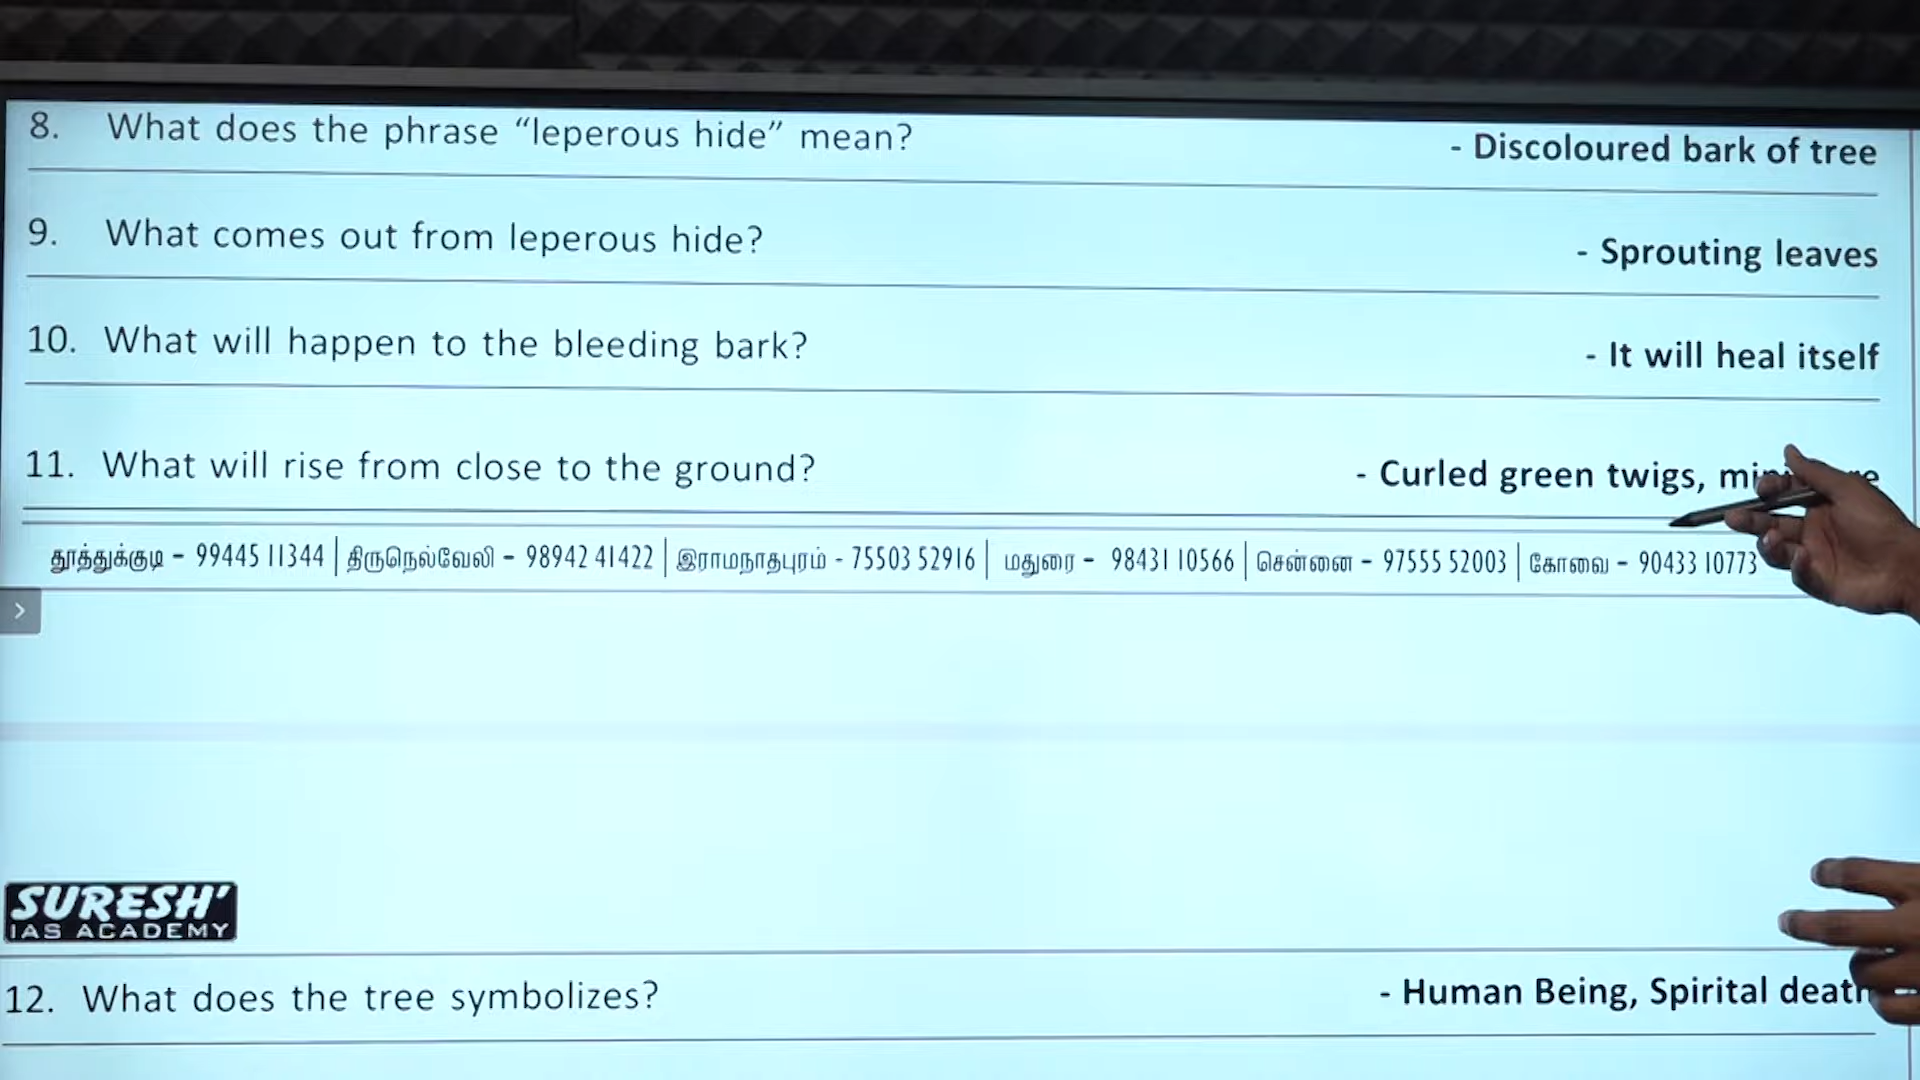 8. What does the phrase “leperous hide” mean? - Discoloured bark of tree
9. What comes out from leperous hide? - Sprouting leaves
10. What will happen to the bleeding bark? - It will heal itself
11. What will rise from close to the ground? - Curled green twigs,
தூத்துக்குடி – 99445 11344 | திருநெல்வேலி – 98942 41422 | இராமநாதபுரம் - 75503 52916 | மதுரை – 98431 10566 | சென்னை – 97555 52003 | கோவை – 90433 10773
SURESH'
IAS ACADEMY
12. What does the tree symbolizes? - Human Being, Spirital death